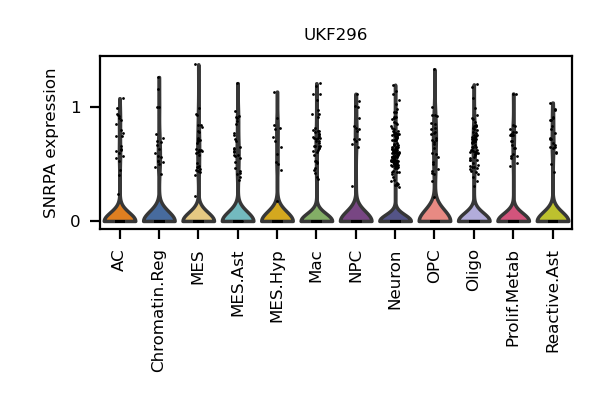 UKF296
SNRPA expression
1
0
AC
Chromatin.Reg
MES
MES.Ast
MES.Hyp
Mac
NPC
Neuron
OPC
Oligo
Prolif.Metab
Reactive.Ast